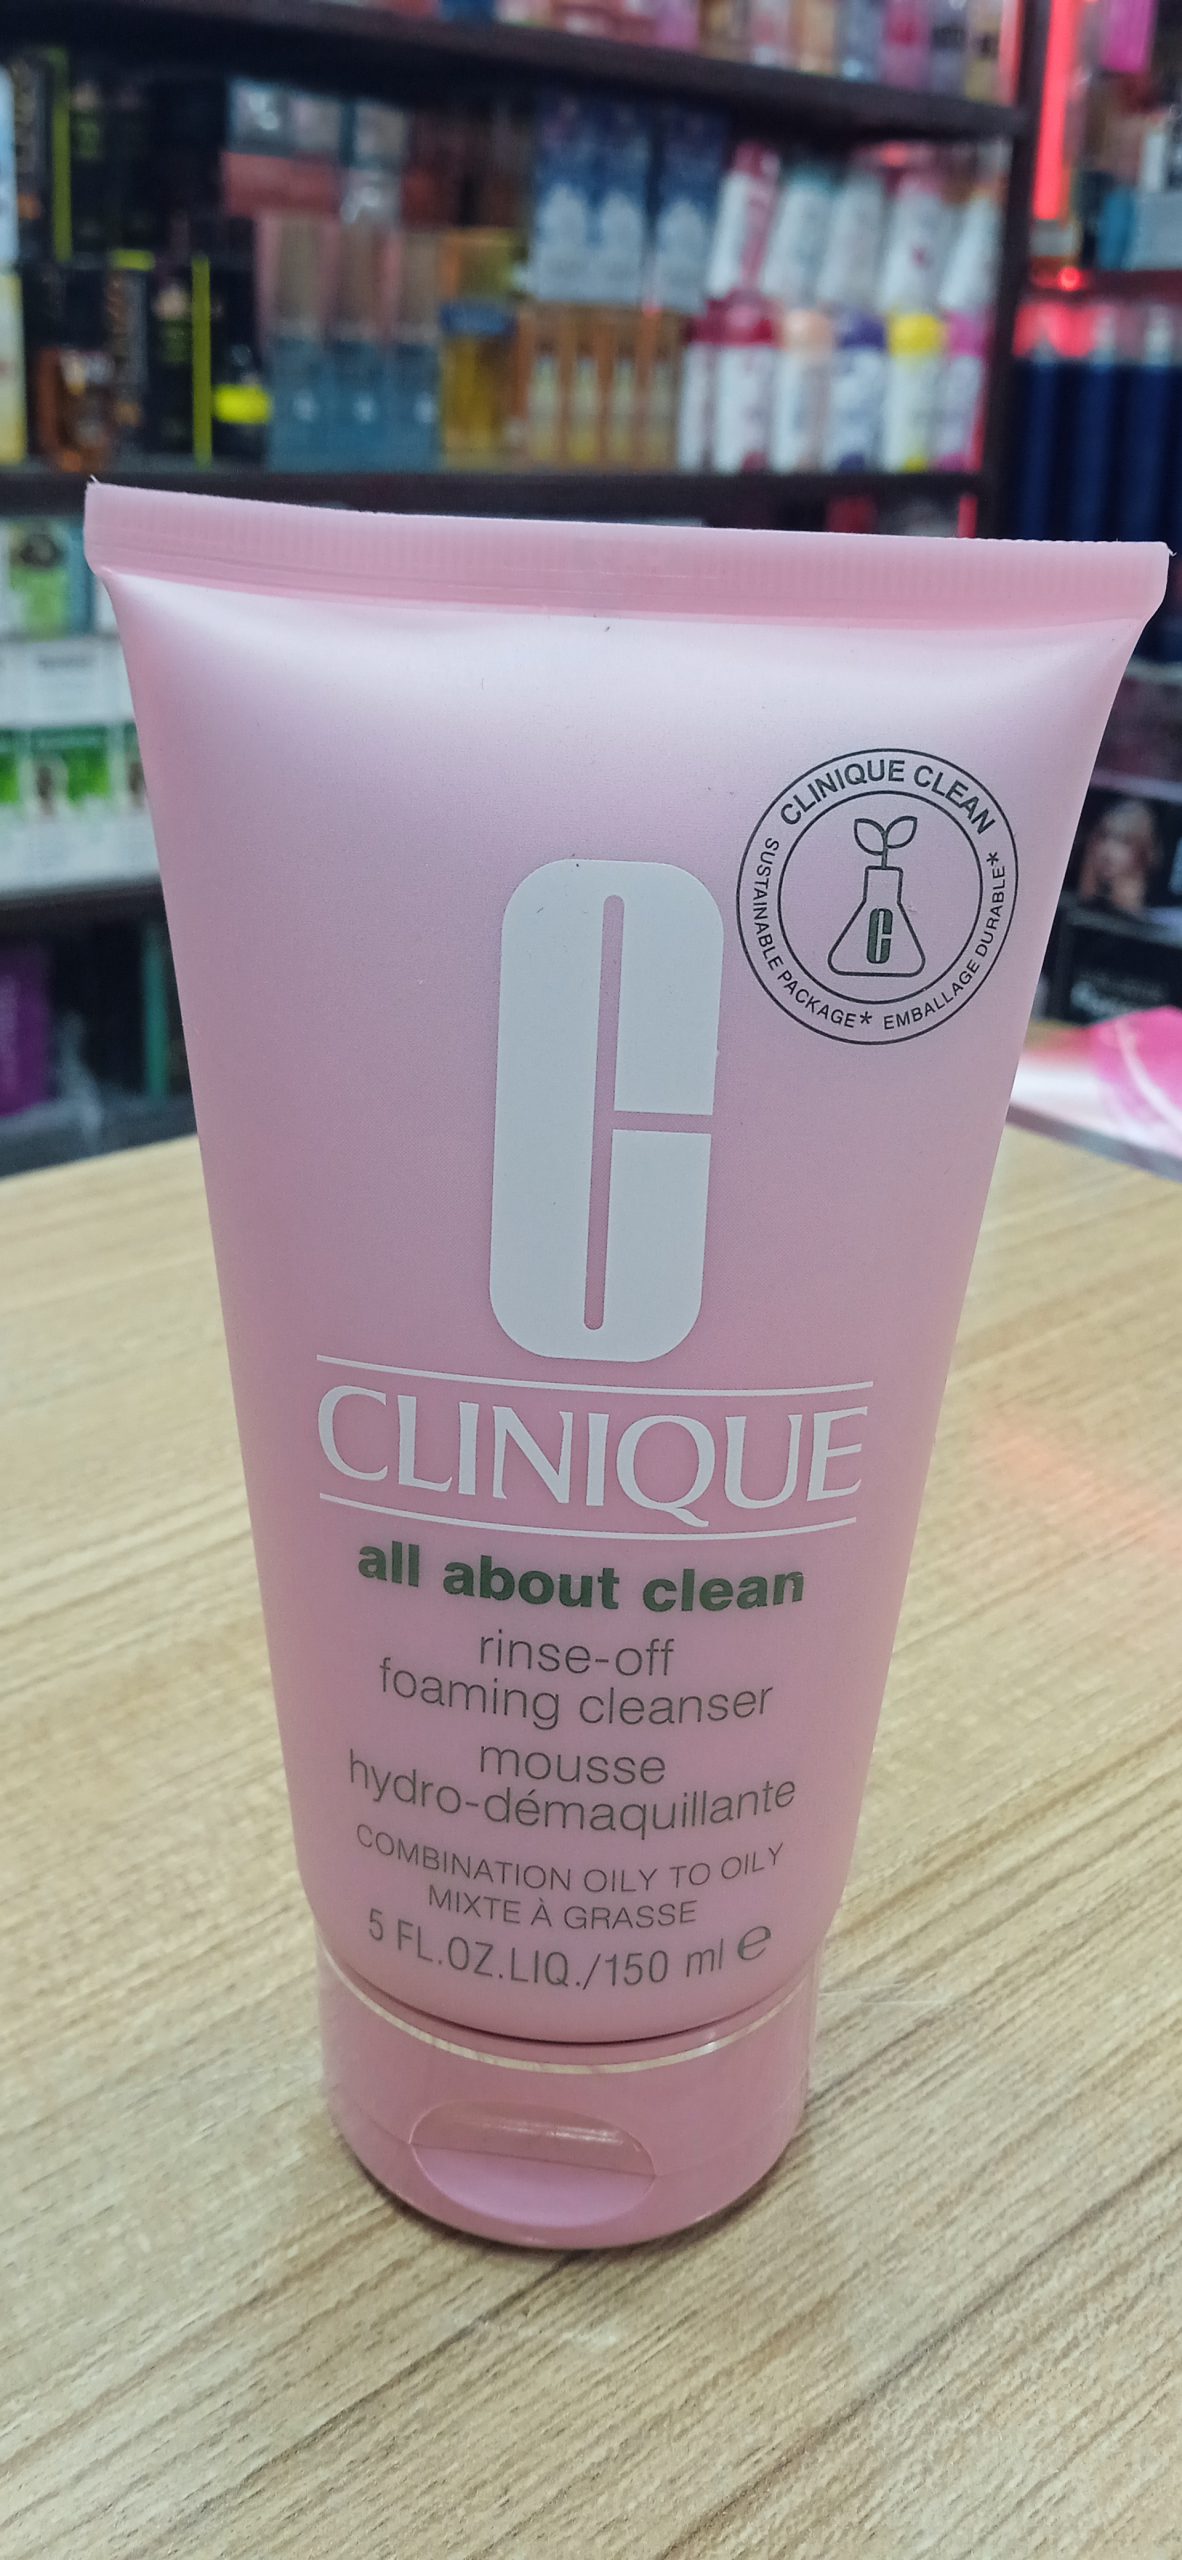 CLINIQUE CLEAN
SUSTAINABLE PACKAGE* EMBALLAGE DURABLE*
C
C
CLINIQUE
all about clean
rinse-off
foaming cleanser
mousse
hydro-démaquillante
COMBINATION OILY TO OILY
MIXTE À GRASSE
5 FL.OZ.LIQ./150 ml ℮